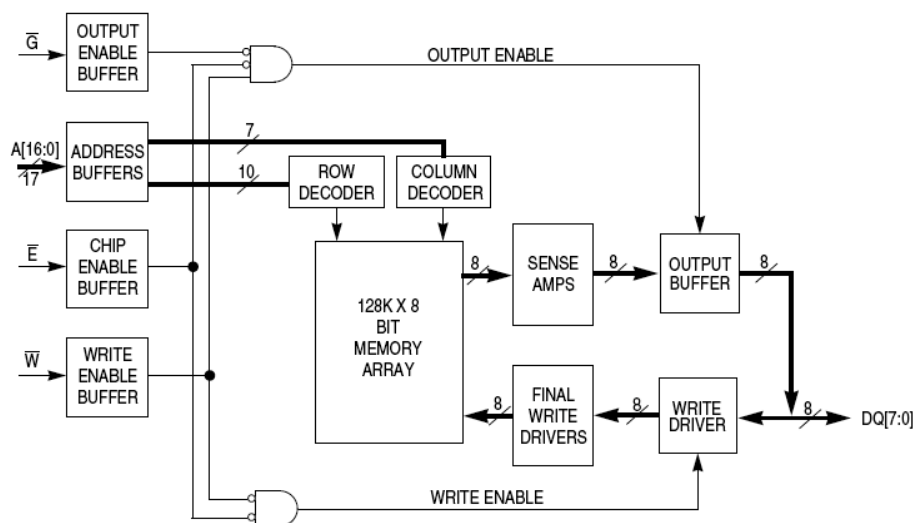 G̅
OUTPUT
ENABLE
BUFFER
OUTPUT ENABLE
A[16:0]
17
ADDRESS
BUFFERS
7
10
ROW
DECODER
COLUMN
DECODER
E̅
CHIP
ENABLE
BUFFER
128K X 8
BIT
MEMORY
ARRAY
8
SENSE
AMPS
8
OUTPUT
BUFFER
8
W̅
WRITE
ENABLE
BUFFER
8
FINAL
WRITE
DRIVERS
8
WRITE
DRIVER
8
DQ[7:0]
WRITE ENABLE